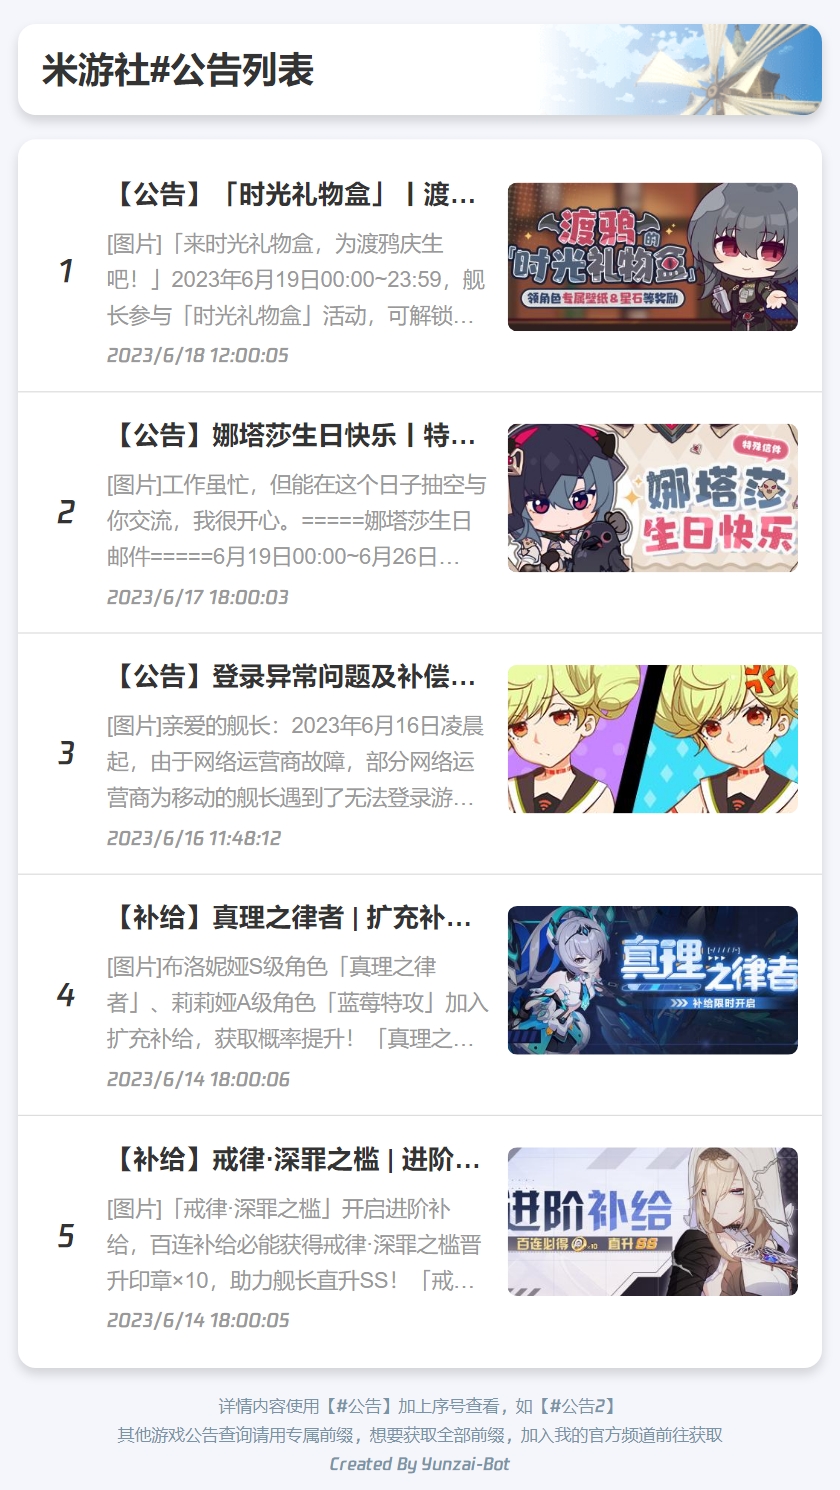 米游社#公告列表
【公告】「时光礼物盒」丨渡...
[图片]「来时光礼物盒，为渡鸦庆生
1
吧！」2023年6月19日00:00~23:59，舰
长参与「时光礼物盒」活动，可解锁...
2023/6/18 12:00:05
渡鸦的
「时光礼物盒」
领角色专属壁纸&星石等奖励
【公告】娜塔莎生日快乐丨特...
[图片]工作虽忙，但能在这个日子抽空与
2
你交流，我很开心。=====娜塔莎生日
邮件=====6月19日00:00~6月26日...
2023/6/17 18:00:03
特殊信件
娜塔莎
生日快乐
【公告】登录异常问题及补偿...
[图片]亲爱的舰长：2023年6月16日凌晨
3
起，由于网络运营商故障，部分网络运
营商为移动的舰长遇到了无法登录游...
2023/6/16 11:48:12
【补给】真理之律者 | 扩充补...
[图片]布洛妮娅S级角色「真理之律
4
者」、莉莉娅A级角色「蓝莓特攻」加入
扩充补给，获取概率提升！「真理之...
2023/6/14 18:00:06
真理之律者
补给限时开启
【补给】戒律·深罪之槛 | 进阶...
[图片]「戒律·深罪之槛」开启进阶补
5
给，百连补给必能获得戒律·深罪之槛晋
升印章×10，助力舰长直升SS！「戒...
2023/6/14 18:00:05
进阶补给
百连必得 ×10 直升SS
详情内容使用【#公告】加上序号查看，如【#公告2】
其他游戏公告查询请用专属前缀，想要获取全部前缀，加入我的官方频道前往获取
Created By Yunzai-Bot